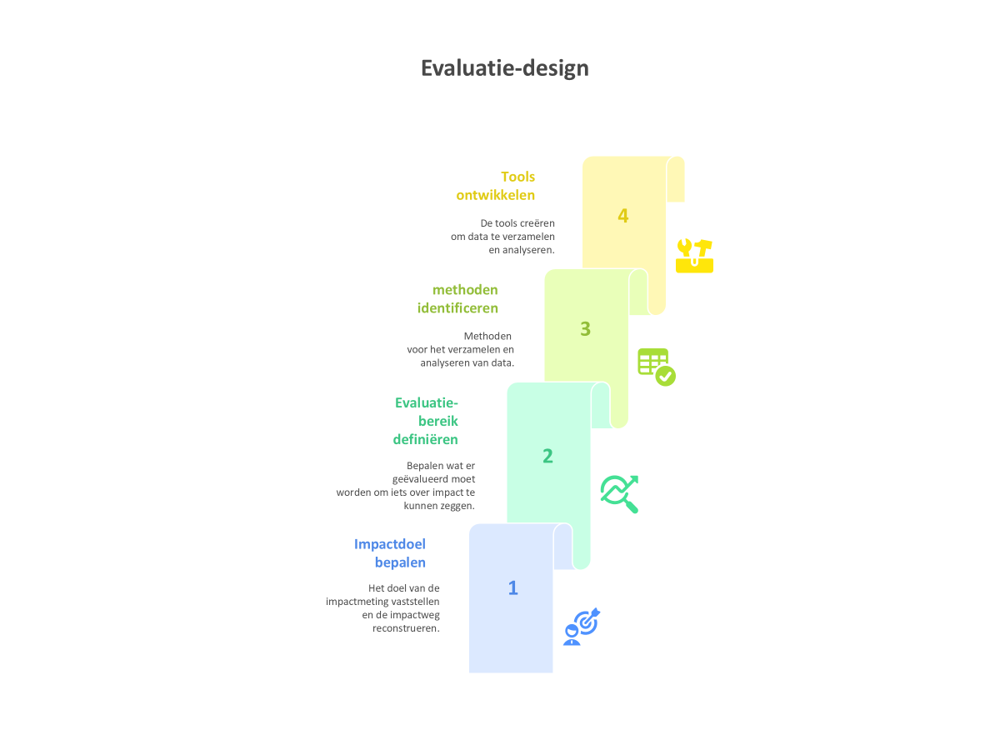 Evaluatie-design
Tools
ontwikkelen
4
De tools creëren
om data te verzamelen
en analyseren.
methoden
identificeren
3
Methoden
voor het verzamelen en
analyseren van data.
Evaluatie-
bereik
definiëren
2
Bepalen wat er
geëvalueerd moet
worden om iets over impact te
kunnen zeggen.
Impactdoel
bepalen
1
Het doel van de
impactmeting vaststellen
en de impactweg
reconstrueren.